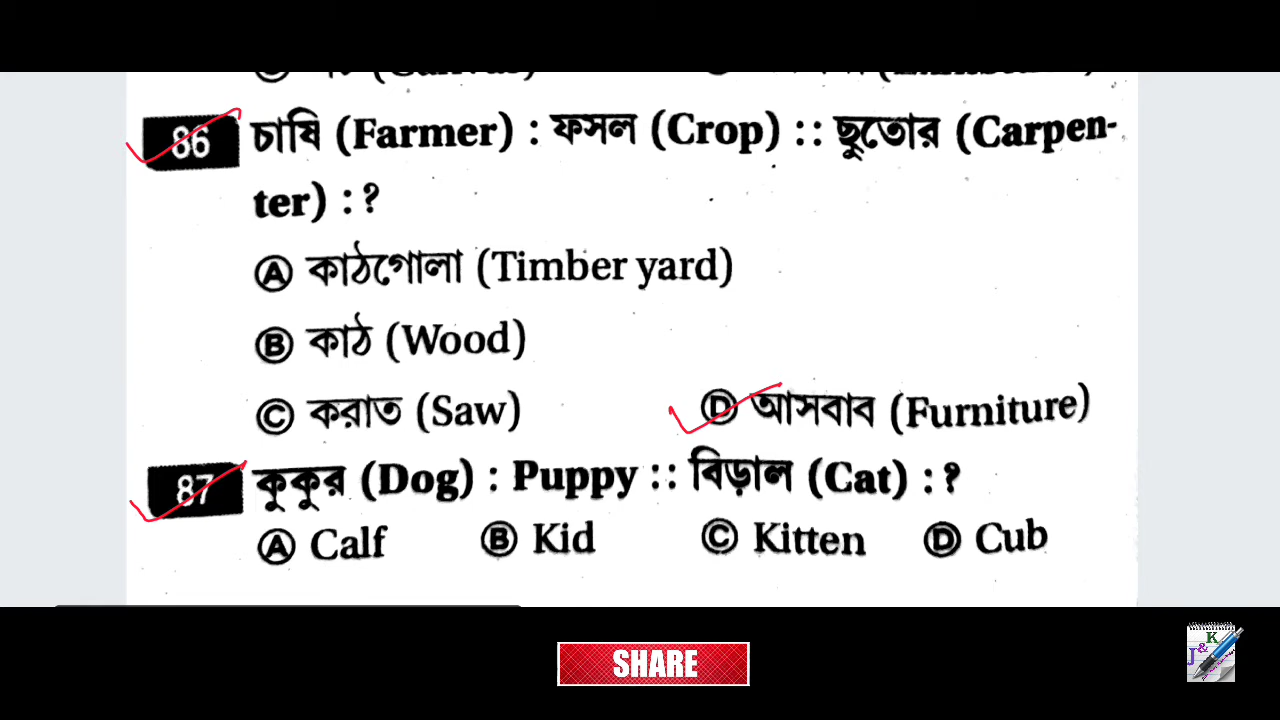 86 চাষি (Farmer) : ফসল (Crop) :: ছুতোর (Carpen-
ter) : ?
A কাঠগোলা (Timber yard)
B কাঠ (Wood)
C করাত (Saw) D আসবাব (Furniture)
87 কুকুর (Dog) : Puppy :: বিড়াল (Cat) : ?
A Calf B Kid C Kitten D Cub
SHARE
J&K